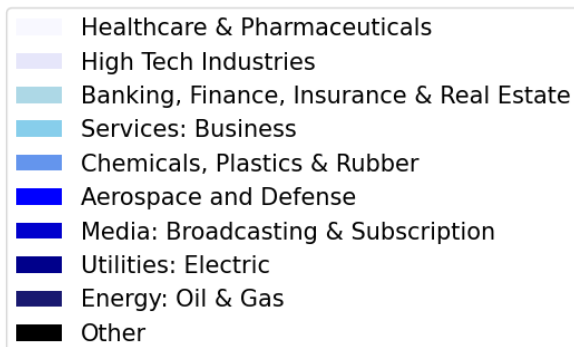 Healthcare & Pharmaceuticals
High Tech Industries
Banking, Finance, Insurance & Real Estate
Services: Business
Chemicals, Plastics & Rubber
Aerospace and Defense
Media: Broadcasting & Subscription
Utilities: Electric
Energy: Oil & Gas
Other